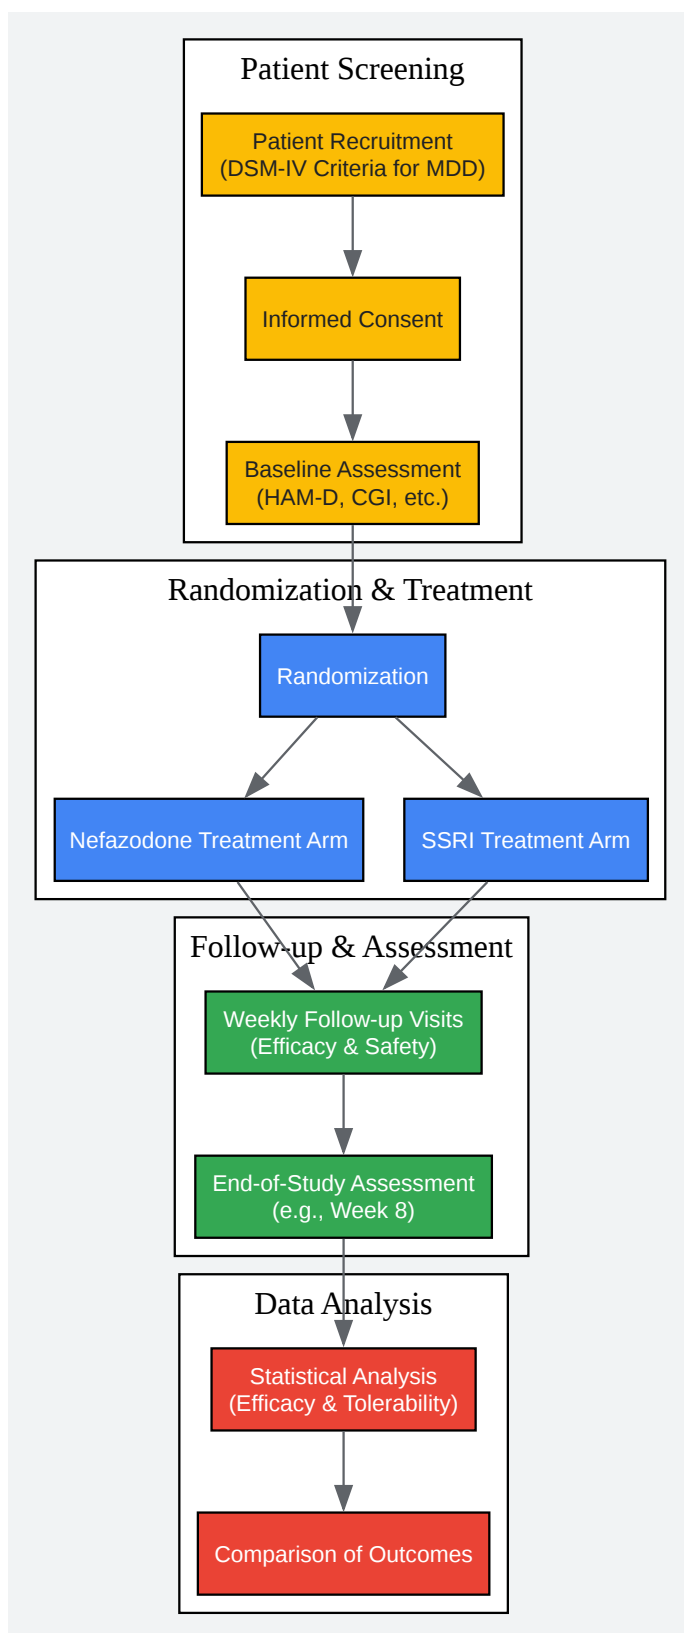 Patient Screening
Patient Recruitment
(DSM-IV Criteria for MDD)
Informed Consent
Baseline Assessment
(HAM-D, CGI, etc.)
Randomization & Treatment
Randomization
Nefazodone Treatment Arm
SSRI Treatment Arm
Follow-up & Assessment
Weekly Follow-up Visits
(Efficacy & Safety)
End-of-Study Assessment
(e.g., Week 8)
Data Analysis
Statistical Analysis
(Efficacy & Tolerability)
Comparison of Outcomes